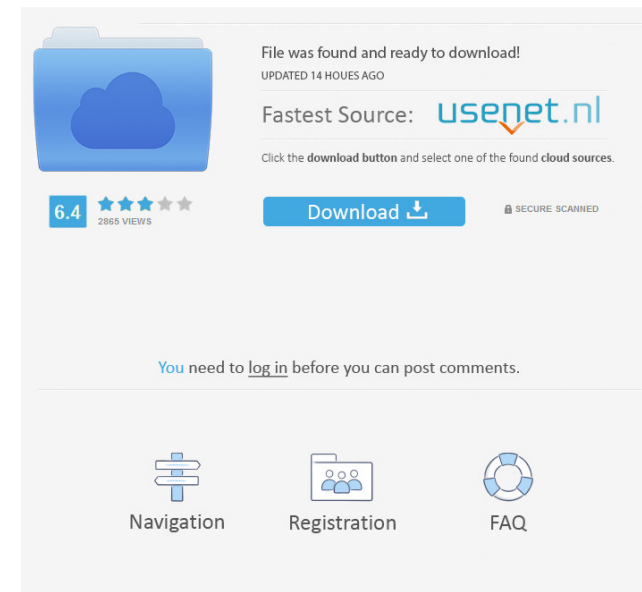 File was found and ready to download!
UPDATED 14 HOUES AGO
Fastest Source: usenet.nl
Click the download button and select one of the found cloud sources.
6.4
2865 VIEWS
Download
SECURE SCANNED
You need to log in before you can post comments.
Navigation
Registration
FAQ